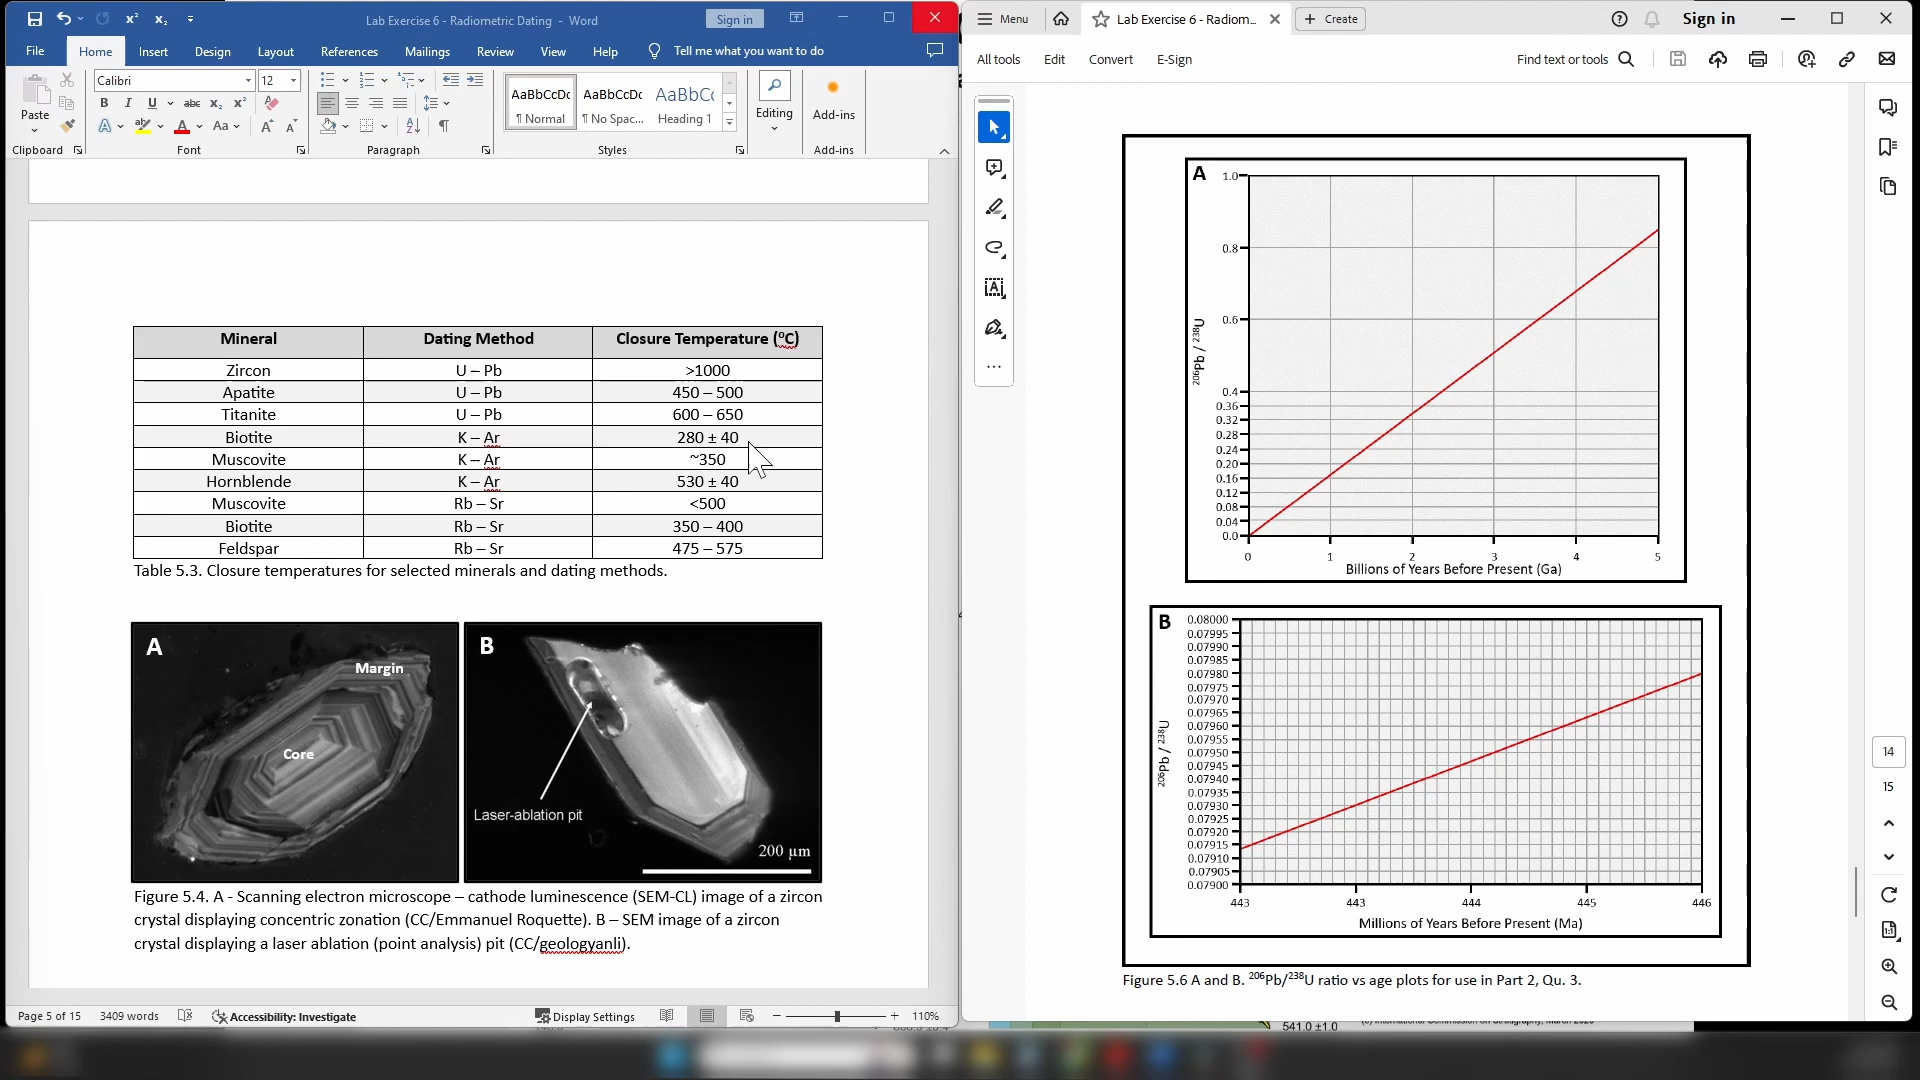 Lab Exercise 6 - Radiometric Dating - Word
Sign in
File Home Insert Design Layout References Mailings Review View Help Tell me what you want to do
Paste
Calibri 12
Clipboard Font Paragraph Styles Add-ins
AaBbCcDc AaBbCcDc AaBbCc
¶ Normal ¶ No Spac... Heading 1
Editing
Add-ins
Mineral Dating Method Closure Temperature (°C)
Zircon U – Pb >1000
Apatite U – Pb 450 – 500
Titanite U – Pb 600 – 650
Biotite K – Ar 280 ± 40
Muscovite K – Ar ~350
Hornblende K – Ar 530 ± 40
Muscovite Rb – Sr <500
Biotite Rb – Sr 350 – 400
Feldspar Rb – Sr 475 – 575
Table 5.3. Closure temperatures for selected minerals and dating methods.
A
Margin
Core
B
Laser-ablation pit
200 µm
Figure 5.4. A - Scanning electron microscope – cathode luminescence (SEM-CL) image of a zircon
crystal displaying concentric zonation (CC/Emmanuel Roquette). B – SEM image of a zircon
crystal displaying a laser ablation (point analysis) pit (CC/geologyanli).
Page 5 of 15 3409 words Accessibility: Investigate Display Settings 110%
Menu Lab Exercise 6 - Radiom... Create Sign in
All tools Edit Convert E-Sign Find text or tools
A
1.0
0.8
0.6
0.4
0.36
0.32
0.28
0.24
0.20
0.16
0.12
0.08
0.04
0.0
²⁰⁶Pb / ²³⁸U
0 1 2 3 4 5
Billions of Years Before Present (Ga)
B
0.08000
0.07995
0.07990
0.07985
0.07980
0.07975
0.07970
0.07965
0.07960
0.07955
0.07950
0.07945
0.07940
0.07935
0.07930
0.07925
0.07920
0.07915
0.07910
0.07905
0.07900
²⁰⁶Pb / ²³⁸U
443 443 444 445 446
Millions of Years Before Present (Ma)
Figure 5.6 A and B. ²⁰⁶Pb/²³⁸U ratio vs age plots for use in Part 2, Qu. 3.
14
15
541.0 ±1.0